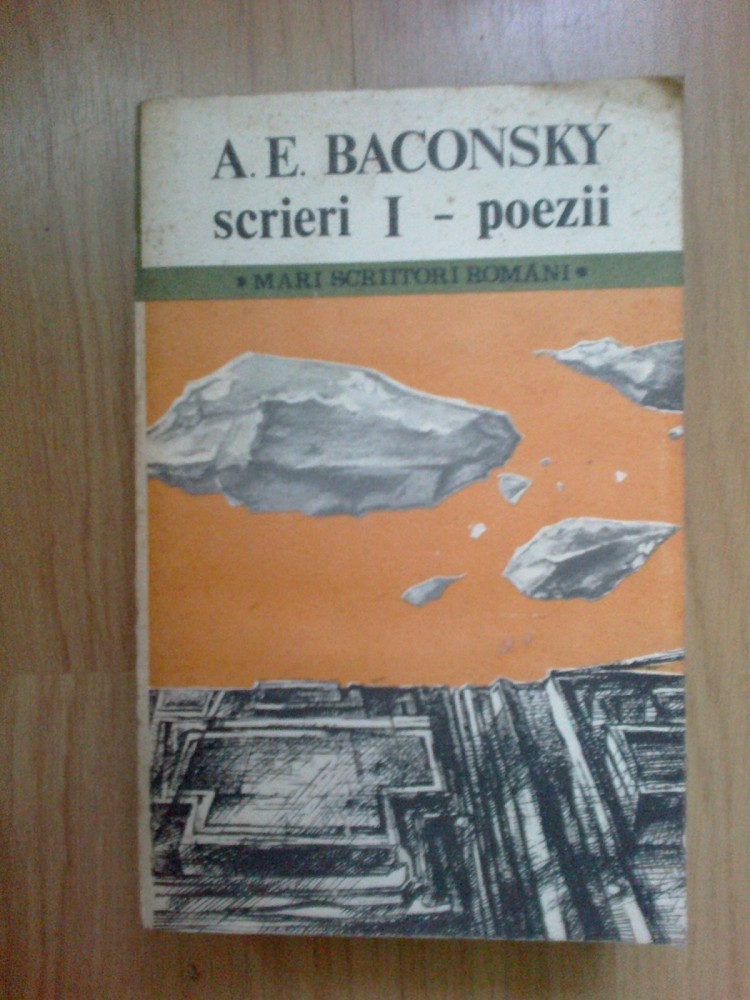 A. E. BACONSKY
scrieri I - poezii
• MARI SCRIITORI ROMÂNI •